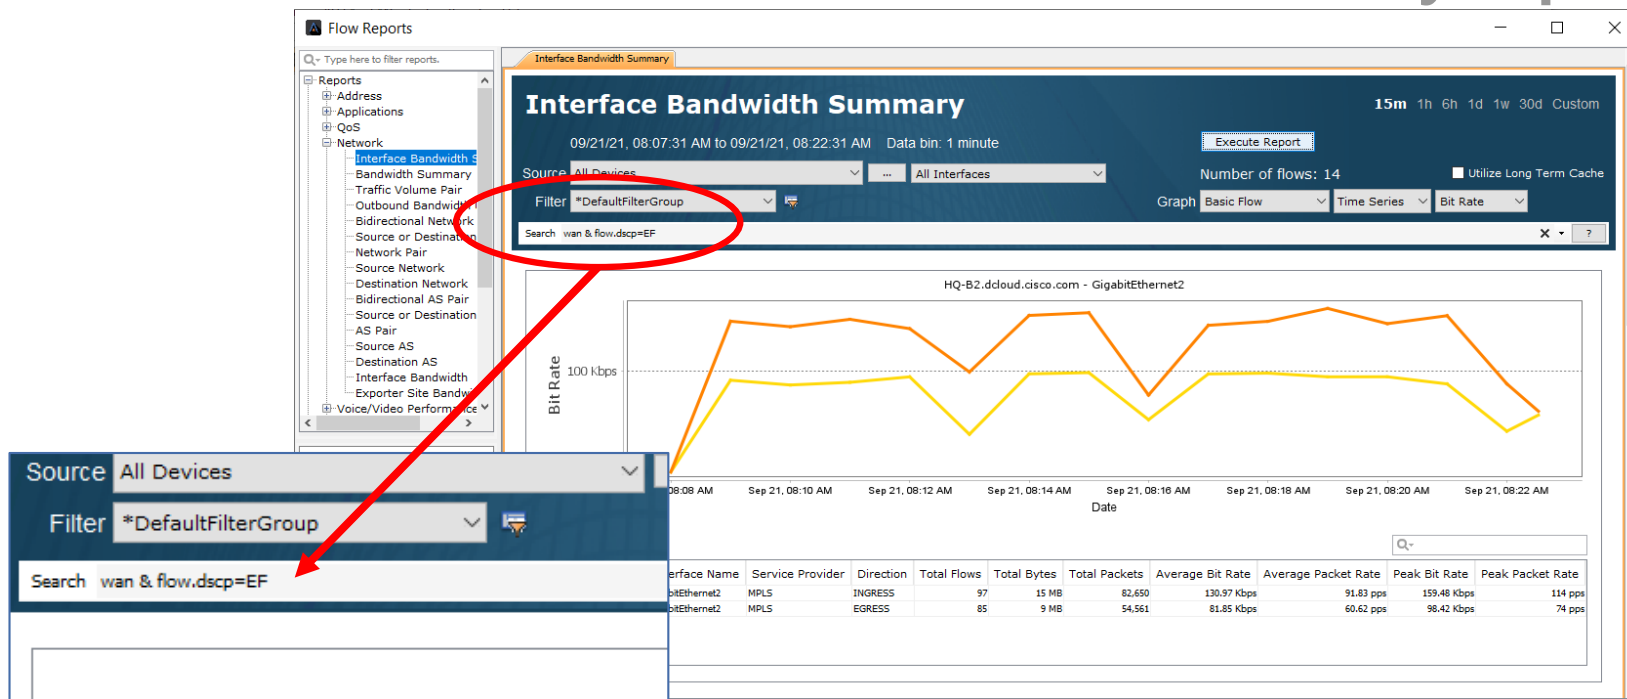 Flow Reports
Type here to filter reports.
Interface Bandwidth Summary
Reports
Address
Applications
QoS
Network
Interface Bandwidth S
Bandwidth Summary
Traffic Volume Pair
Outbound Bandwidth
Bidirectional Network
Source or Destination
Network Pair
Source Network
Destination Network
Bidirectional AS Pair
Source or Destination
AS Pair
Source AS
Destination AS
Interface Bandwidth
Exporter Site Bandwi
Voice/Video Performance
Interface Bandwidth Summary
15m 1h 6h 1d 1w 30d Custom
09/21/21, 08:07:31 AM to 09/21/21, 08:22:31 AM Data bin: 1 minute
Execute Report
Source All Devices ... All Interfaces
Number of flows: 14
Utilize Long Term Cache
Filter *DefaultFilterGroup
Graph Basic Flow Time Series Bit Rate
Search wan & flow.dscp=EF
X ?
HQ-B2.dcloud.cisco.com - GigabitEthernet2
Bit Rate
100 Kbps
08:08 AM Sep 21, 08:10 AM Sep 21, 08:12 AM Sep 21, 08:14 AM Sep 21, 08:16 AM Sep 21, 08:18 AM Sep 21, 08:20 AM Sep 21, 08:22 AM
Date
erface Name Service Provider Direction Total Flows Total Bytes Total Packets Average Bit Rate Average Packet Rate Peak Bit Rate Peak Packet Rate
bitEthernet2 MPLS INGRESS 97 15 MB 82,650 130.97 Kbps 91.83 pps 159.48 Kbps 114 pps
bitEthernet2 MPLS EGRESS 85 9 MB 54,561 81.85 Kbps 60.62 pps 98.42 Kbps 74 pps
Source All Devices
Filter *DefaultFilterGroup
Search wan & flow.dscp=EF